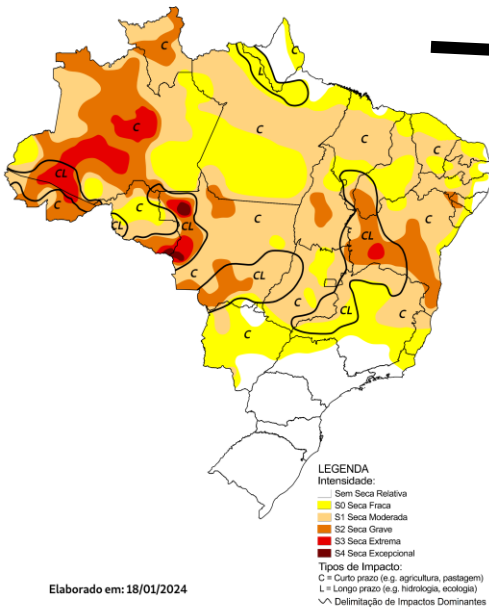 C
C
L
C
C
C
C
CL
C
C
C
CL
CL
C
CL
C
CL
C
C
CL
C
LEGENDA
Intensidade:
Sem Seca Relativa
S0 Seca Fraca
S1 Seca Moderada
S2 Seca Grave
S3 Seca Extrema
S4 Seca Excepcional
Tipos de Impacto:
C = Curto prazo (e.g. agricultura, pastagem)
L = Longo prazo (e.g. hidrologia, ecologia)
Delimitação de Impactos Dominantes
Elaborado em: 18/01/2024